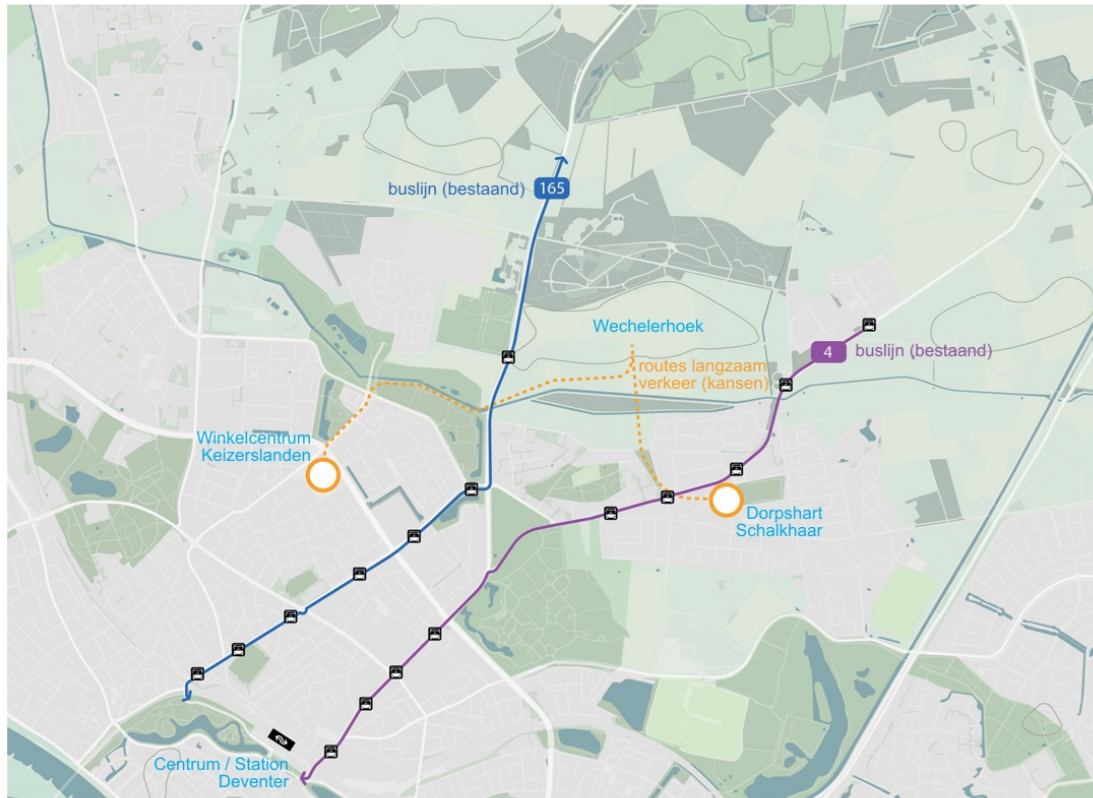 buslijn (bestaand)
165
Wechelerhoek
4
buslijn (bestaand)
routes langzaam
verkeer (kansen)
Winkelcentrum
Keizerslanden
Dorpshart
Schalkhaar
Centrum / Station
Deventer